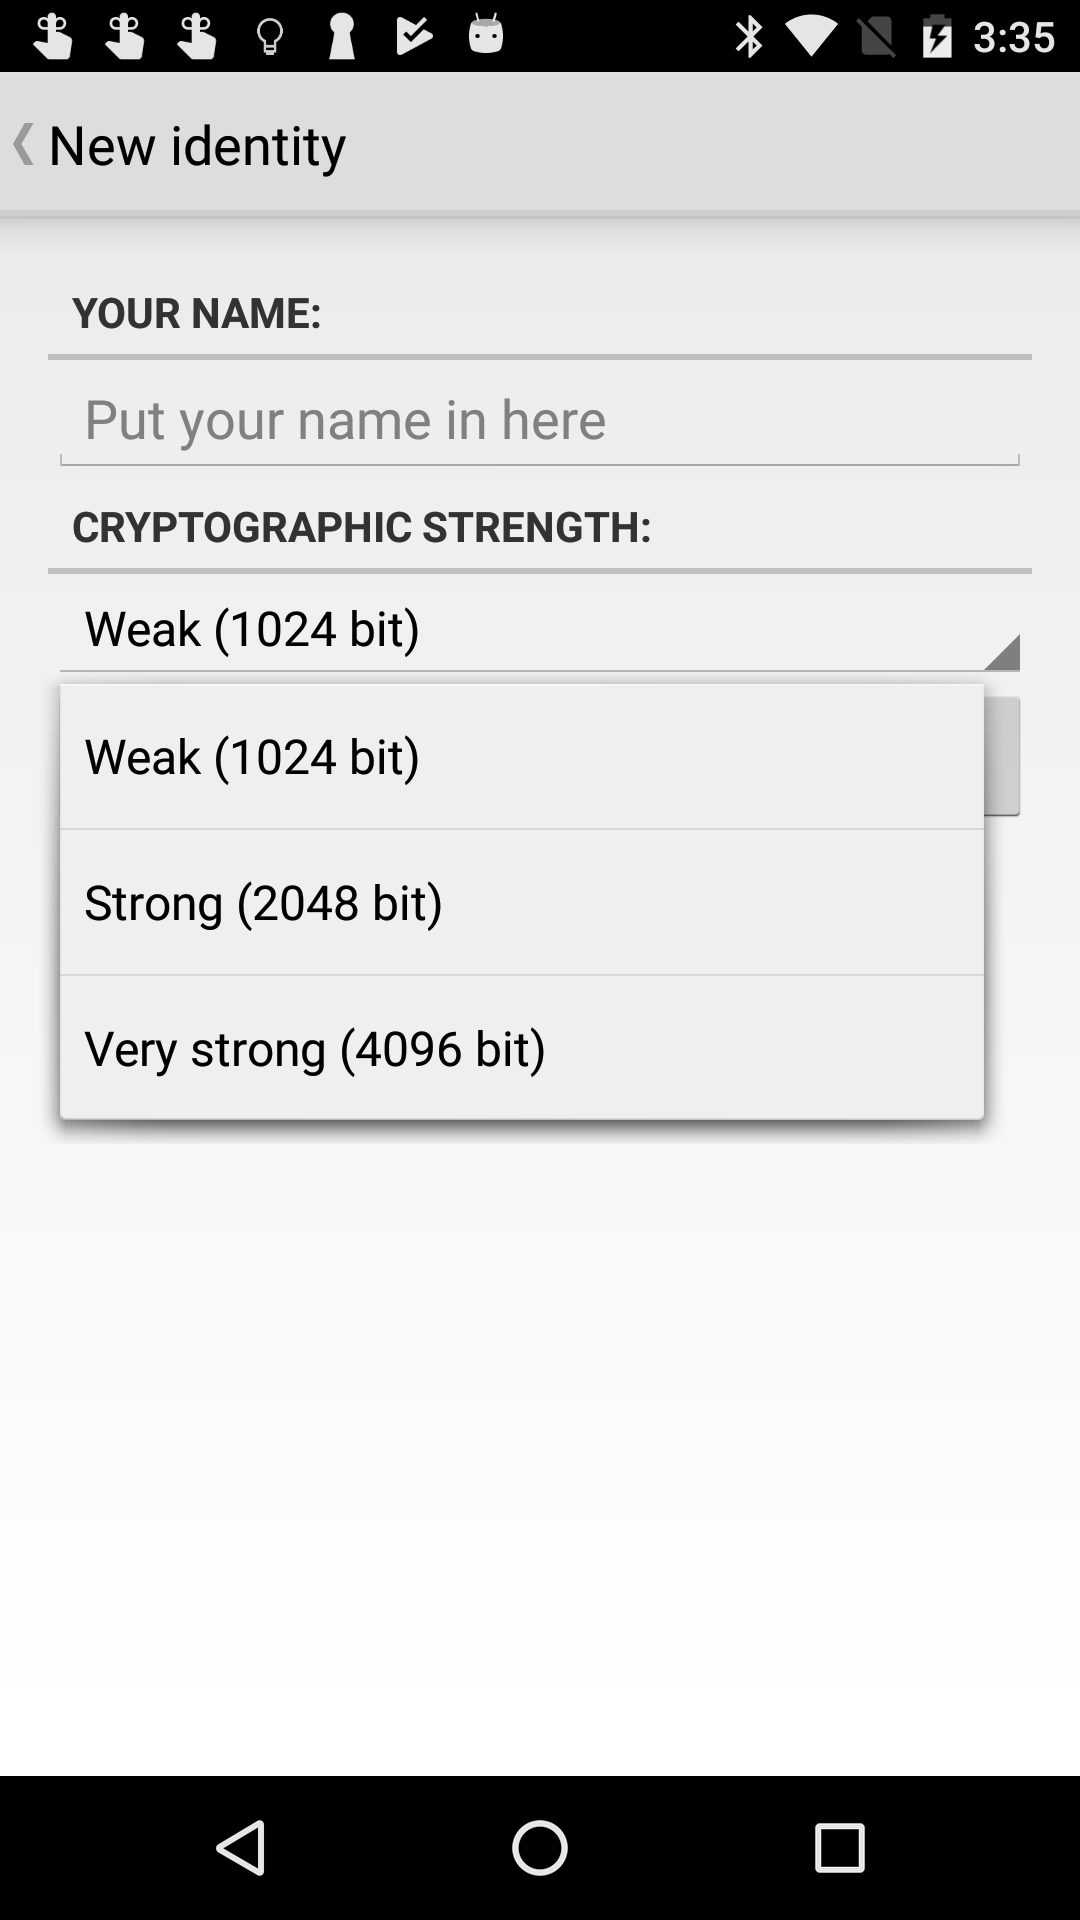 3:35
New identity
YOUR NAME:
Put your name in here
CRYPTOGRAPHIC STRENGTH:
Weak (1024 bit)
Weak (1024 bit)
Strong (2048 bit)
Very strong (4096 bit)